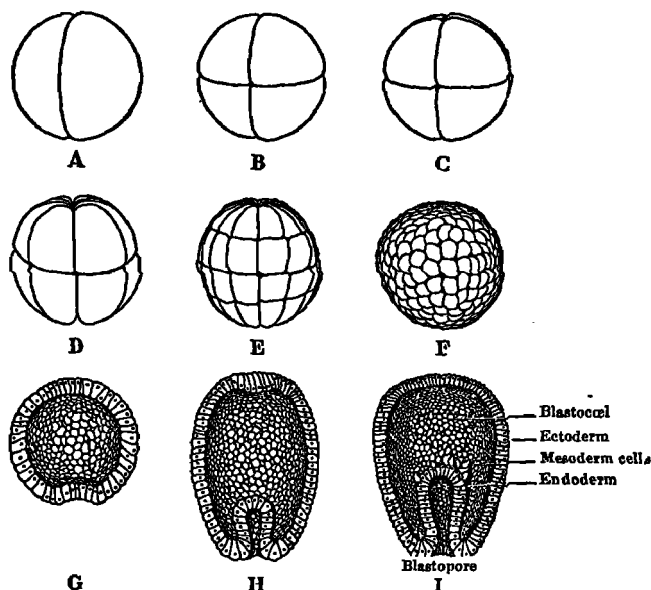 A
B
C
D
E
F
Blastocœl
Ectoderm
Mesoderm cells
Endoderm
Blastopore
G
H
I